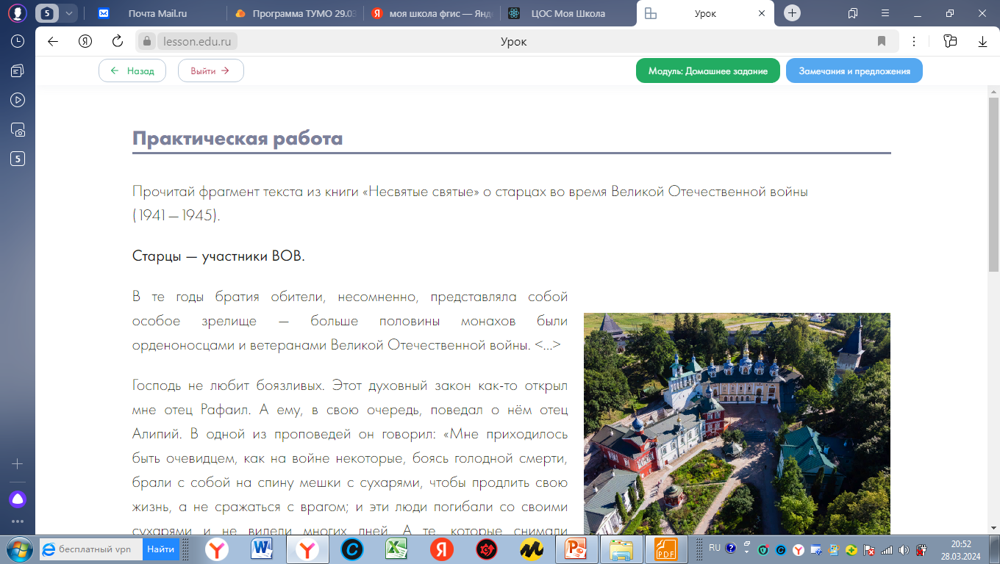 5
Почта Mail.ru
Программа ТУМО 29.03
моя школа фгис — Янд
ЦОС Моя Школа
Урок
lesson.edu.ru
Урок
Назад
Выйти
Модуль: Домашнее задание
Замечания и предложения
5
Практическая работа
Прочитай фрагмент текста из книги «Несвятые святые» о старцах во время Великой Отечественной войны
(1941 — 1945).
Старцы — участники ВОВ.
В те годы братия обители, несомненно, представляла собой
особое зрелище — больше половины монахов были
орденоносцами и ветеранами Великой Отечественной войны. <...>
Господь не любит боязливых. Этот духовный закон как-то открыл
мне отец Рафаил. А ему, в свою очередь, поведал о нём отец
Алипий. В одной из проповедей он говорил: «Мне приходилось
быть очевидцем, как на войне некоторые, боясь голодной смерти,
брали с собой на спину мешки с сухарями, чтобы продлить свою
жизнь, а не сражаться с врагом; и эти люди погибали со своими
сухарями и не видели многих дней. А те, которые снимали
бесплатный vpn
Найти
PDF
RU
20:52
28.03.2024